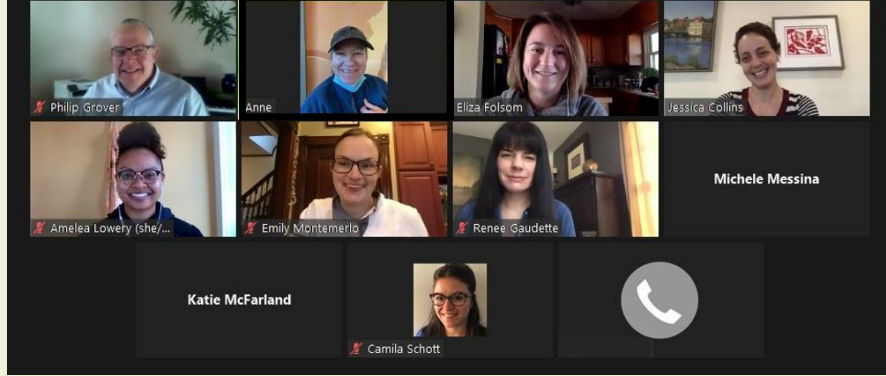 Philip Grover
Anne
Eliza Folsom
Jessica Collins
Amelea Lowery (she/...
Emily Montemerlo
Renee Gaudette
Michele Messina
Katie McFarland
Camila Schott